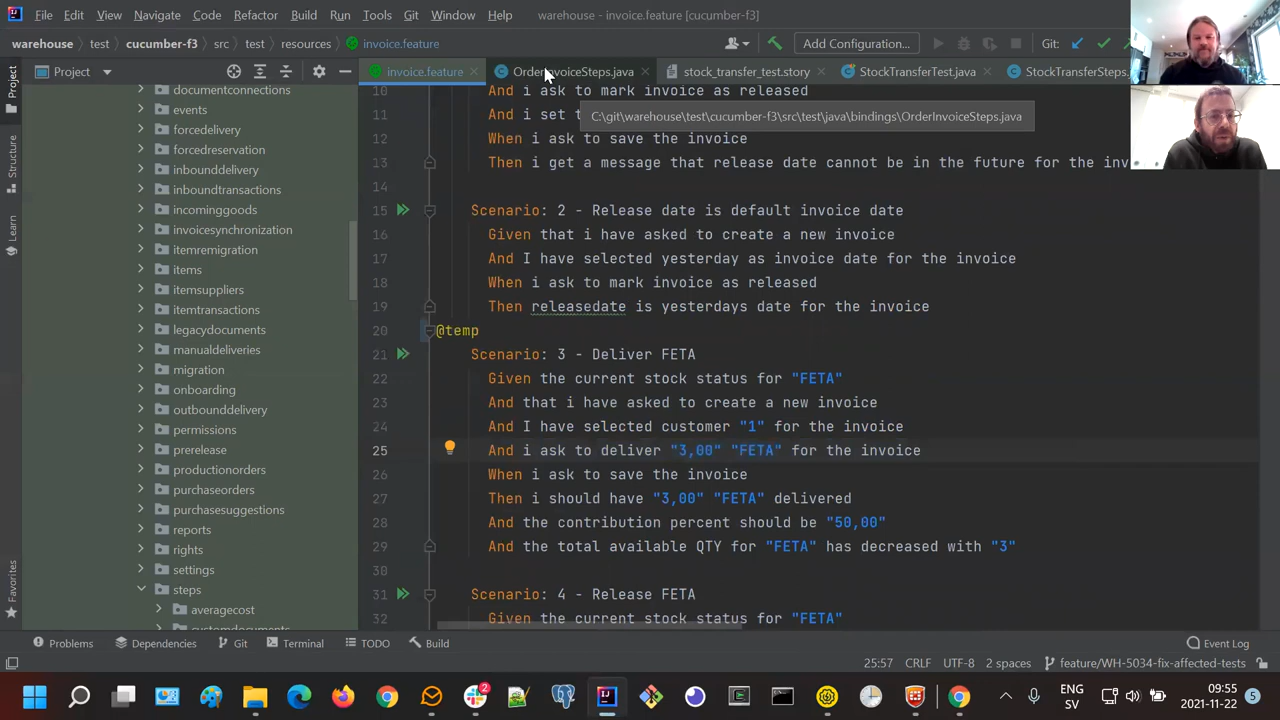 File Edit View Navigate Code Refactor Build Run Tools Git Window Help warehouse - invoice.feature [cucumber-f3]
warehouse test cucumber-f3 src test resources invoice.feature Add Configuration... Git:
Project invoice.feature OrderInvoiceSteps.java stock_transfer_test.story StockTransferTest.java StockTransferSteps.
C:\git\warehouse\test\cucumber-f3\src\test\java\bindings\OrderInvoiceSteps.java
Project
Structure
Learn
Favorites
documentconnections
events
forceddelivery
forcedreservation
inbounddelivery
inboundtransactions
incominggoods
invoicesynchronization
itemremigration
items
itemsuppliers
itemtransactions
legacydocuments
manualdeliveries
migration
onboarding
outbounddelivery
permissions
prerelease
productionorders
purchaseorders
purchasesuggestions
reports
rights
settings
steps
averagecost
customdocuments
10 And i ask to mark invoice as released
11 And i set t
12 When i ask to save the invoice
13 Then i get a message that release date cannot be in the future for the inv
14
15 Scenario: 2 - Release date is default invoice date
16 Given that i have asked to create a new invoice
17 And I have selected yesterday as invoice date for the invoice
18 When i ask to mark invoice as released
19 Then releasedate is yesterdays date for the invoice
20 @temp
21 Scenario: 3 - Deliver FETA
22 Given the current stock status for "FETA"
23 And that i have asked to create a new invoice
24 And I have selected customer "1" for the invoice
25 And i ask to deliver "3,00" "FETA" for the invoice
26 When i ask to save the invoice
27 Then i should have "3,00" "FETA" delivered
28 And the contribution percent should be "50,00"
29 And the total available QTY for "FETA" has decreased with "3"
30
31 Scenario: 4 - Release FETA
32 Given the current stock status for "FETA"
Problems Dependencies Git Terminal TODO Build Event Log
25:57 CRLF UTF-8 2 spaces feature/WH-5034-fix-affected-tests
2 ENG 09:55
SV 2021-11-22 5